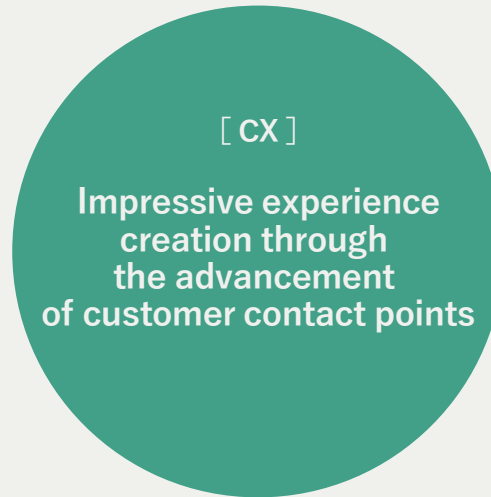 [ CX ]
Impressive experience
creation through
the advancement
of customer contact points